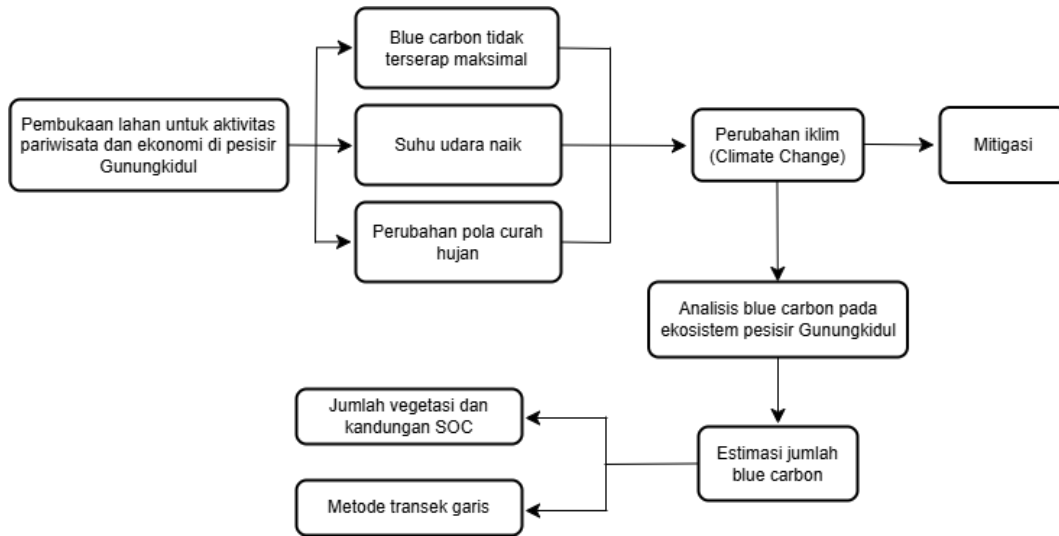 Pembukaan lahan untuk aktivitas
pariwisata dan ekonomi di pesisir
Gunungkidul
Blue carbon tidak
terserap maksimal
Suhu udara naik
Perubahan pola curah
hujan
Perubahan iklim
(Climate Change)
Mitigasi
Analisis blue carbon pada
ekosistem pesisir Gunungkidul
Estimasi jumlah
blue carbon
Jumlah vegetasi dan
kandungan SOC
Metode transek garis